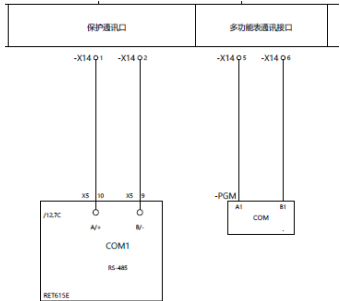 保护通讯口 多功能表通讯接口
-X14 1 -X14 2 -X14 5 -X14 6
-PGM
X5 10 X5 9 A1 B1
/12.7C COM
A/+ B/-
COM1
RS-485
RET615E